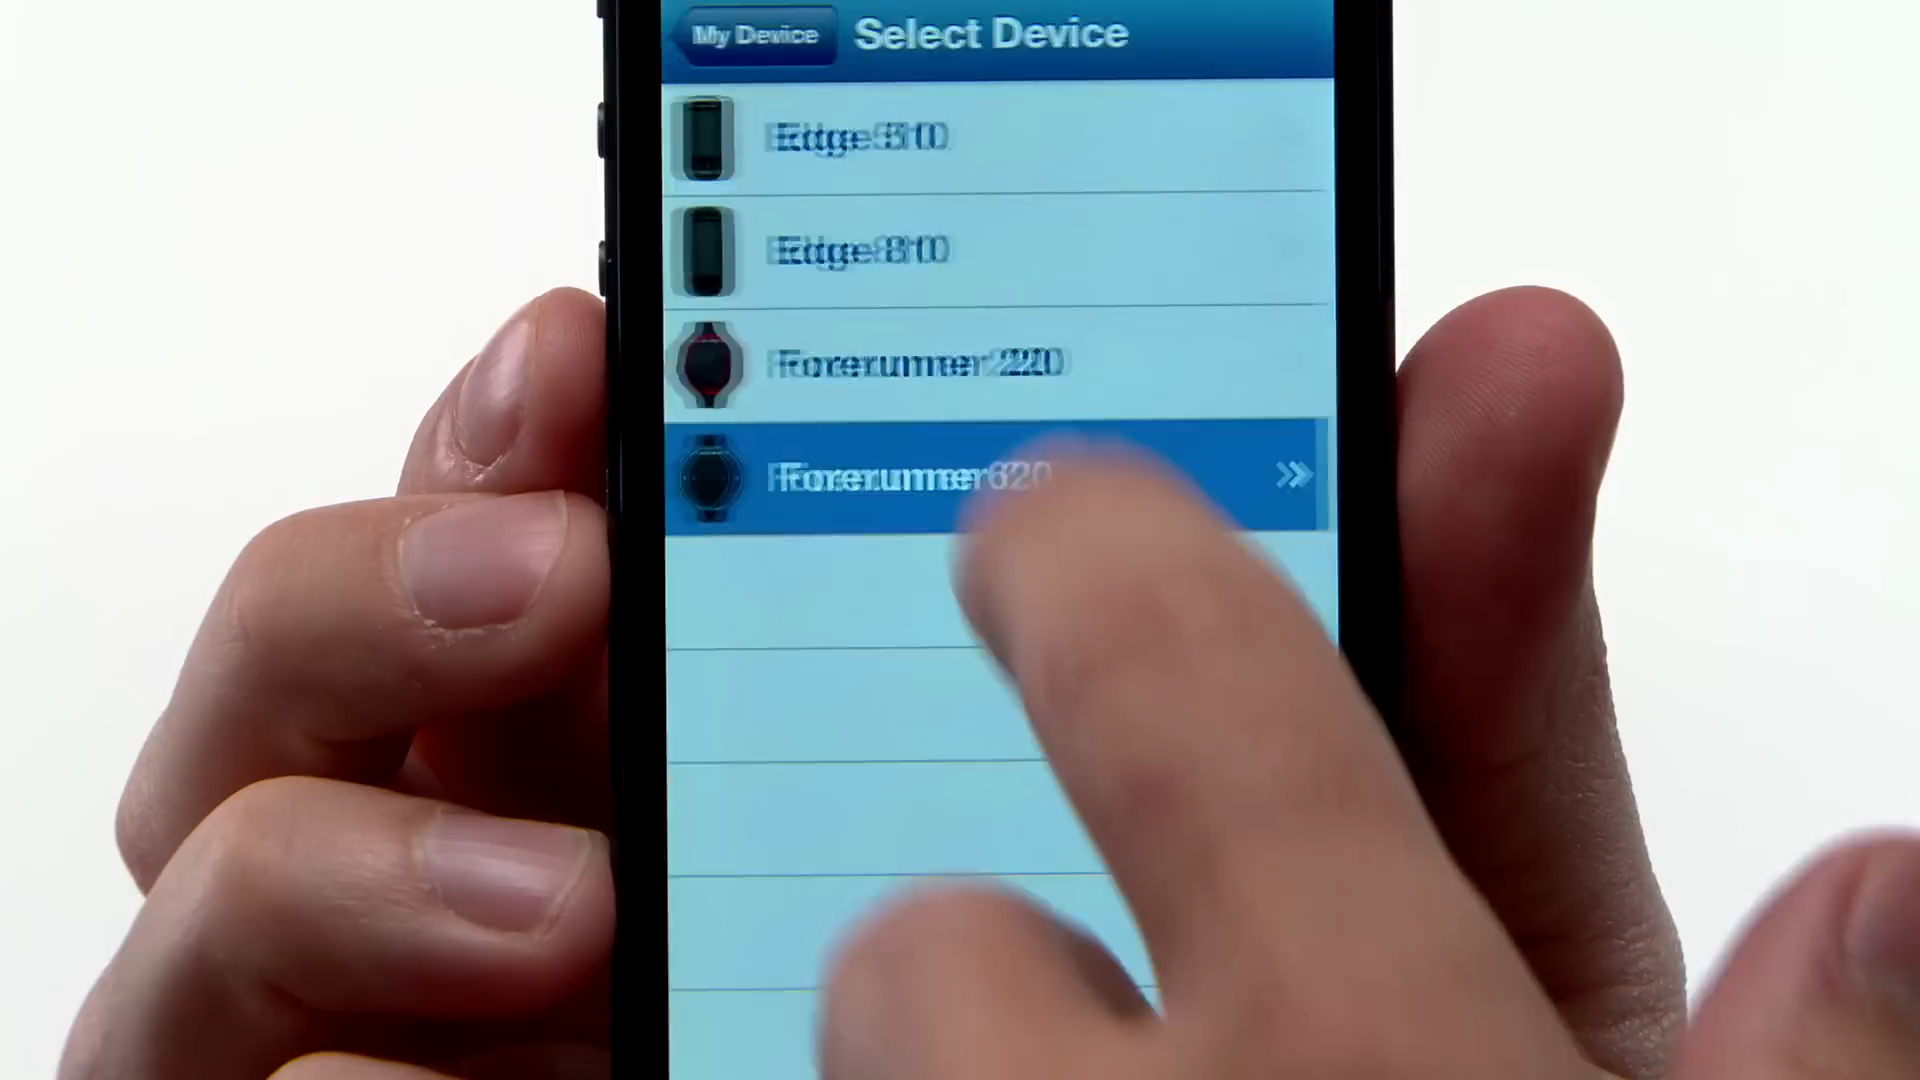 My Device
Select Device
Edge 510
Edge 810
Forerunner 220
Forerunner 620